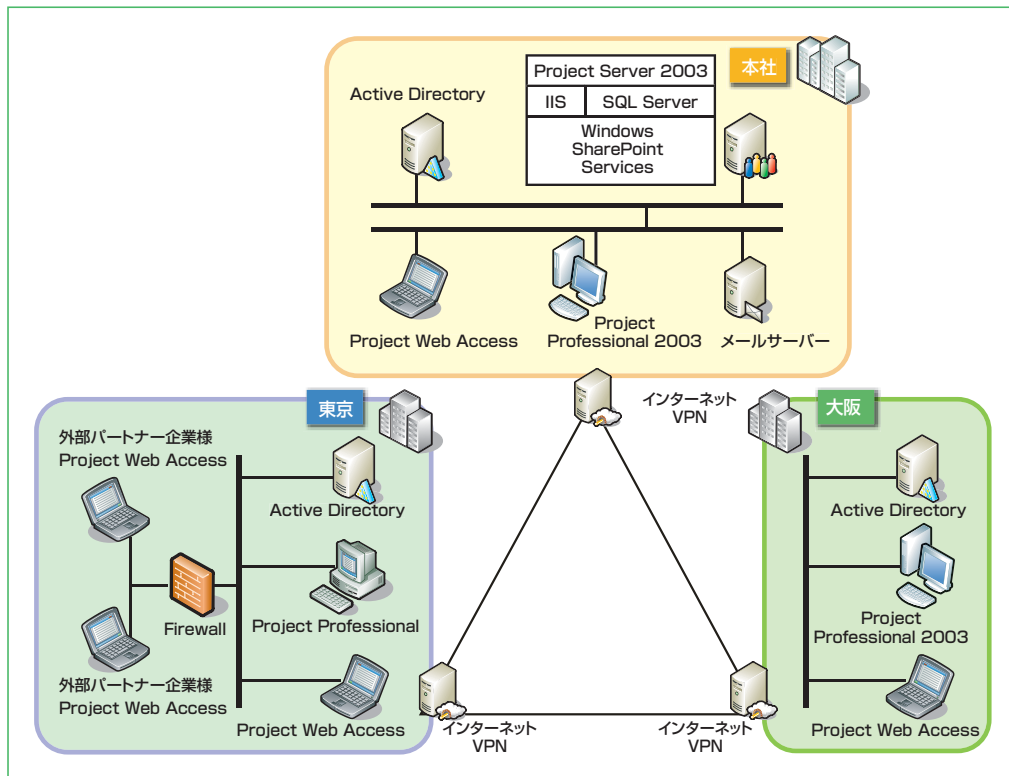 本社
Project Server 2003
IIS
SQL Server
Windows
SharePoint
Services
Active Directory
Project Web Access
Project
Professional 2003
メールサーバー
インターネット
VPN
東京
外部パートナー企業様
Project Web Access
Active Directory
Firewall
Project Professional
外部パートナー企業様
Project Web Access
Project Web Access
インターネット
VPN
インターネット
VPN
大阪
Active Directory
Project
Professional 2003
Project Web Access